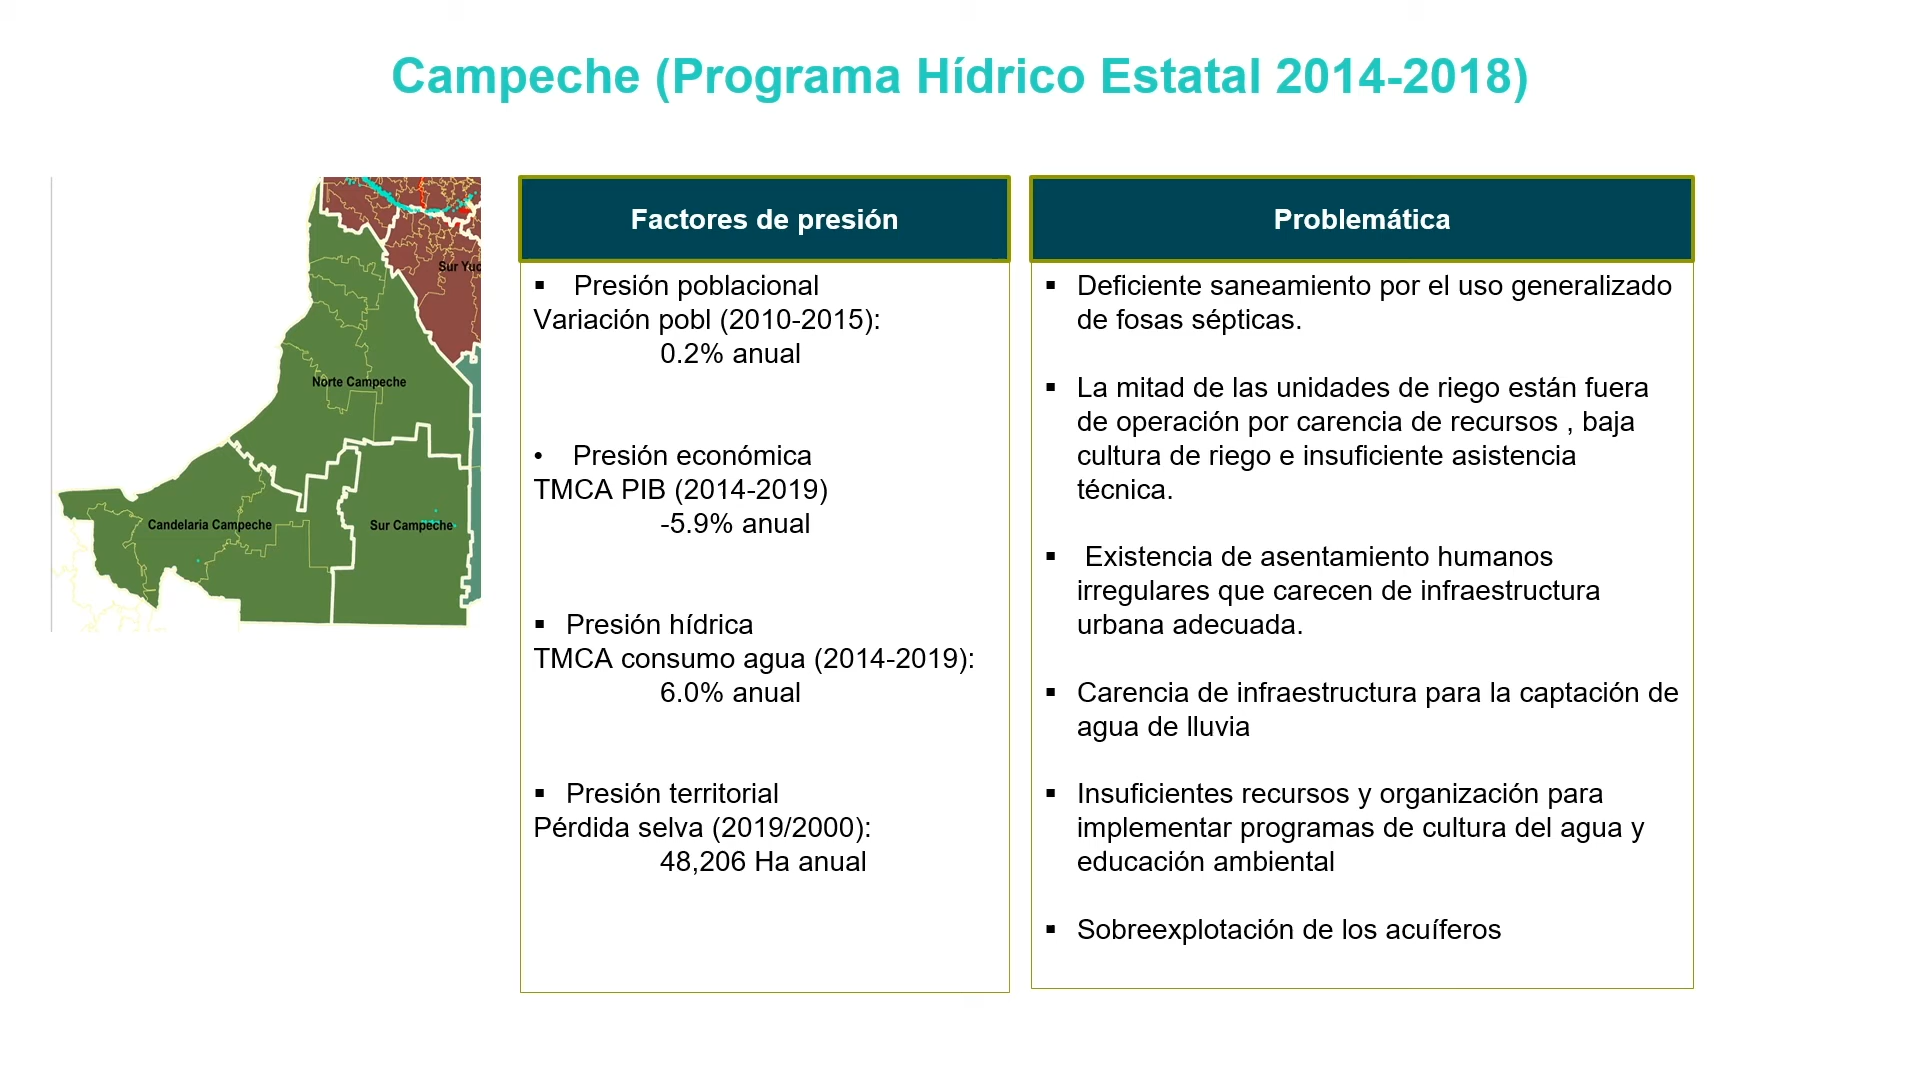 Campeche (Programa Hídrico Estatal 2014-2018)
Sur Yuc
Norte Campeche
Candelaria Campeche
Sur Campeche
Factores de presión
▪ Presión poblacional
Variación pobl (2010-2015):
0.2% anual
• Presión económica
TMCA PIB (2014-2019)
-5.9% anual
▪ Presión hídrica
TMCA consumo agua (2014-2019):
6.0% anual
▪ Presión territorial
Pérdida selva (2019/2000):
48,206 Ha anual
Problemática
▪ Deficiente saneamiento por el uso generalizado
de fosas sépticas.
▪ La mitad de las unidades de riego están fuera
de operación por carencia de recursos , baja
cultura de riego e insuficiente asistencia
técnica.
▪ Existencia de asentamiento humanos
irregulares que carecen de infraestructura
urbana adecuada.
▪ Carencia de infraestructura para la captación de
agua de lluvia
▪ Insuficientes recursos y organización para
implementar programas de cultura del agua y
educación ambiental
▪ Sobreexplotación de los acuíferos